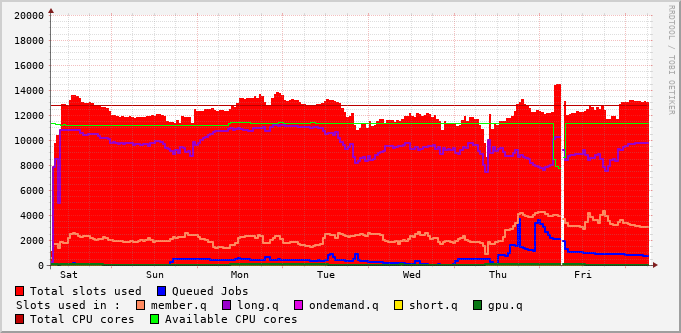 RRDTOOL / TOBI OETIKER
20000
18000
16000
14000
12000
10000
8000
6000
4000
2000
0
Sat Sun Mon Tue Wed Thu Fri
Total slots used Queued Jobs
Slots used in : member.q long.q ondemand.q short.q gpu.q
Total CPU cores Available CPU cores